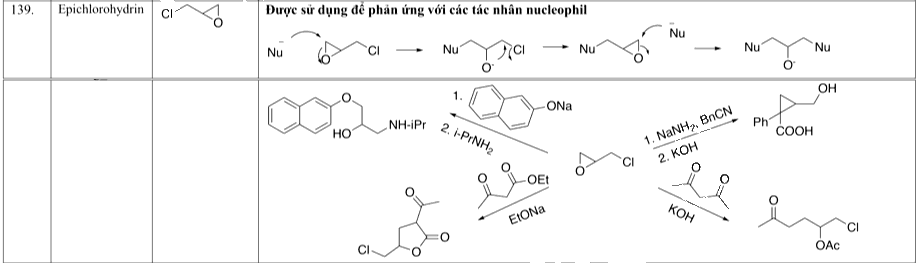 139. Epichlorohydrin Cl O Được sử dụng để phản ứng với các tác nhân nucleophil
Nu- O Cl Nu Cl O- Nu O Nu- Nu Nu O-
O HO NH-iPr
1. ONa
2. i-PrNH2
O Cl
1. NaNH2, BnCN
2. KOH
OH Ph COOH
O O OEt
EtONa
O O O Cl
O O
KOH
O Cl OAc